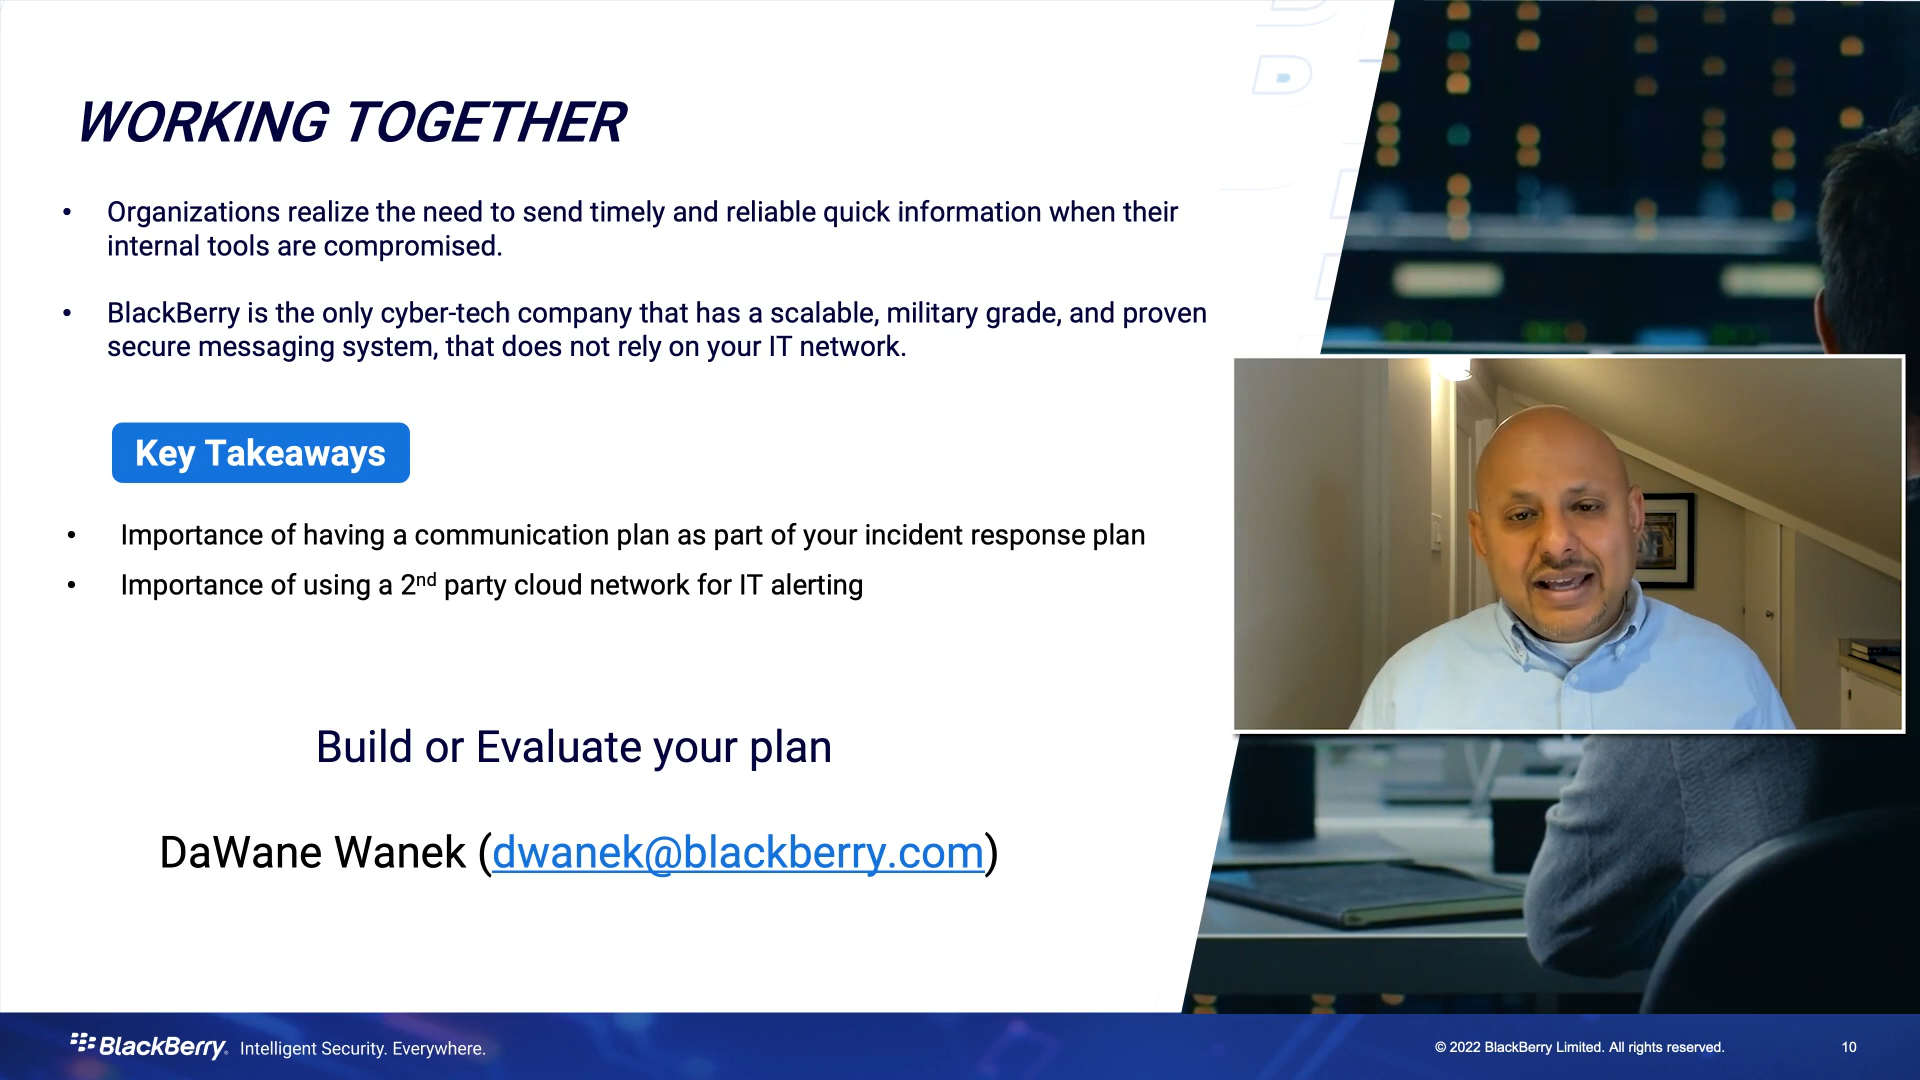 WORKING TOGETHER
• Organizations realize the need to send timely and reliable quick information when their
internal tools are compromised.
• BlackBerry is the only cyber-tech company that has a scalable, military grade, and proven
secure messaging system, that does not rely on your IT network.
Key Takeaways
• Importance of having a communication plan as part of your incident response plan
• Importance of using a 2nd party cloud network for IT alerting
Build or Evaluate your plan
DaWane Wanek (dwanek@blackberry.com)
BlackBerry. Intelligent Security. Everywhere.
© 2022 BlackBerry Limited. All rights reserved.
10